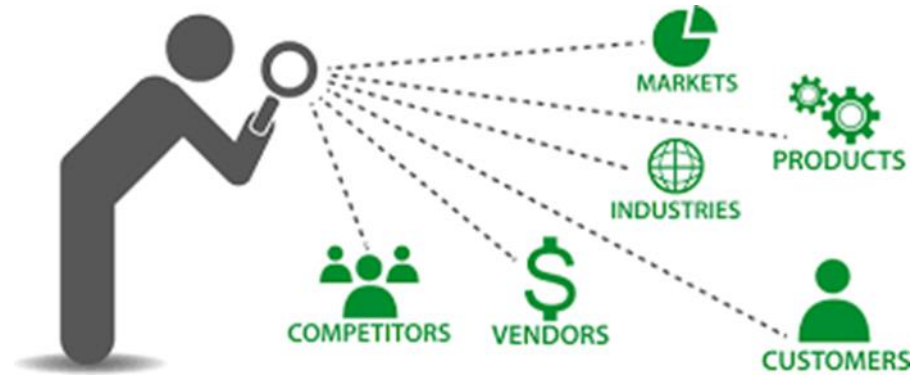 MARKETS
PRODUCTS
INDUSTRIES
COMPETITORS
VENDORS
CUSTOMERS